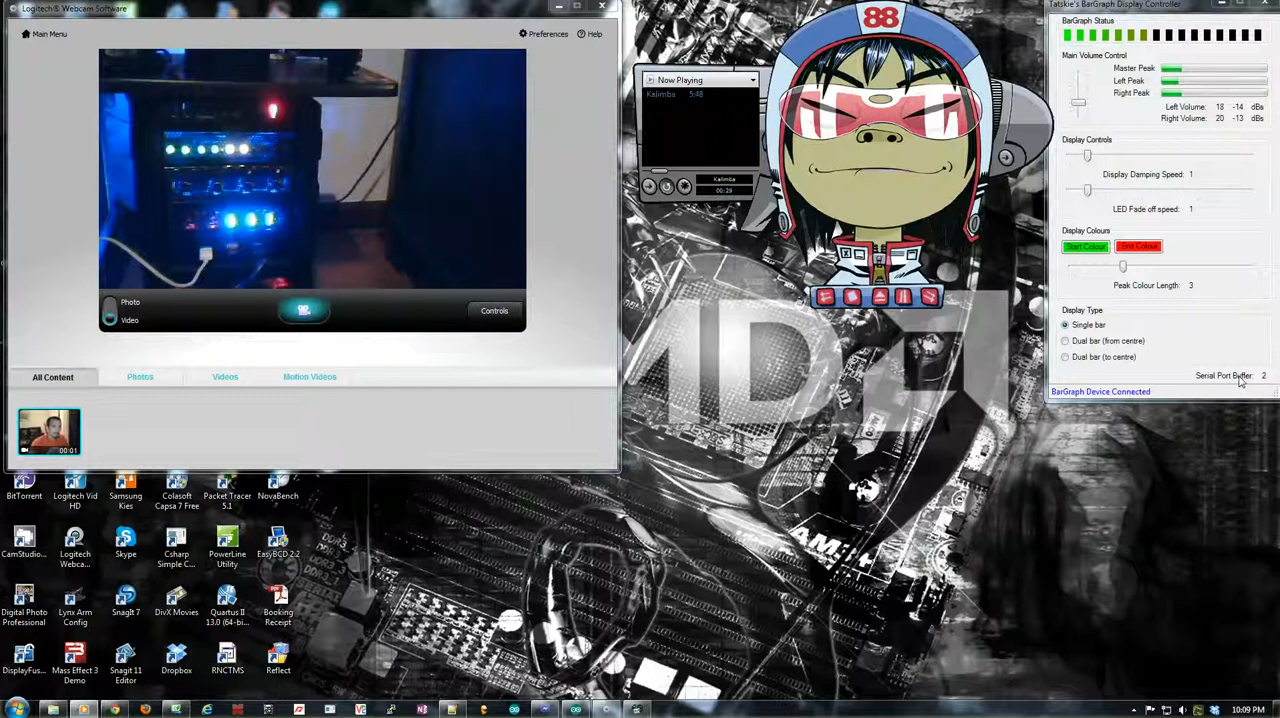 Logitech® Webcam Software
Main Menu
Preferences
Help
Photo
Video
Controls
All Content
Photos
Videos
Motion Videos
00:01
Now Playing
Kalimba 5:48
Kalimba
00:29
88
Tatskie's BarGraph Display Controller
BarGraph Status
Main Volume Control
Master Peak
Left Peak
Right Peak
Left Volume: 18 -14 dBs
Right Volume: 20 -13 dBs
Display Controls
Display Damping Speed: 1
LED Fade off speed: 1
Display Colours
Start Colour
End Colour
Peak Colour Length: 3
Display Type
Single bar
Dual bar (from centre)
Dual bar (to centre)
Serial Port Buffer: 2
BarGraph Device Connected
AMD
BitTorrent
Logitech Vid HD
Samsung Kies
Colasoft Capsa 7 Free
Packet Tracer 5.1
NovaBench
CamStudio...
Logitech Webca...
Skype
Csharp Simple C...
PowerLine Utility
EasyBCD 2.2
Digital Photo Professional
Lynx Arm Config
SnagIt 7
DivX Movies
Quartus II 13.0 (64-bi...
Booking Receipt
DisplayFus...
Mass Effect 3 Demo
Snagit 11 Editor
Dropbox
RNCTMS
Reflect
10:09 PM